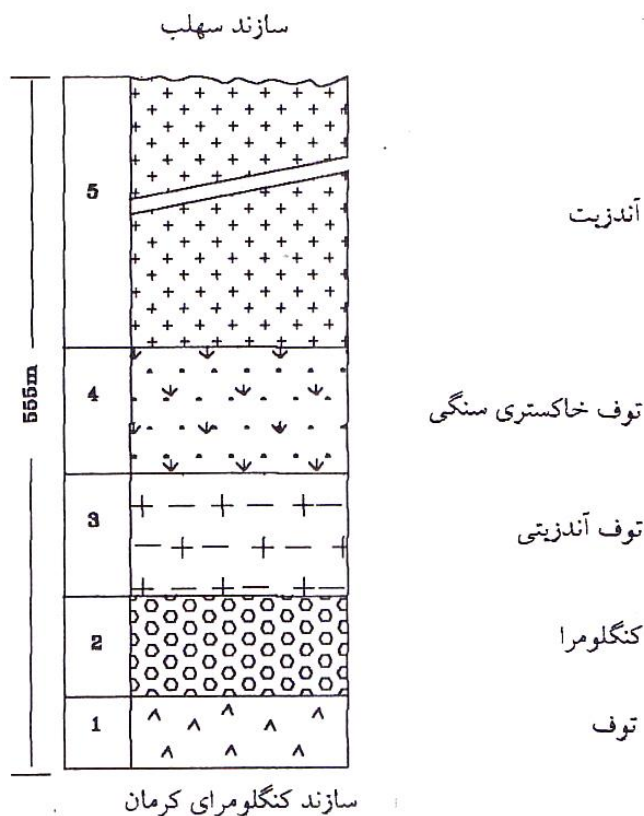 سازند سهلب
5
آندزیت
555m
4
توف خاکستری سنگی
3
توف آندزیتی
2
کنگلومرا
1
توف
سازند کنگلومرای کرمان